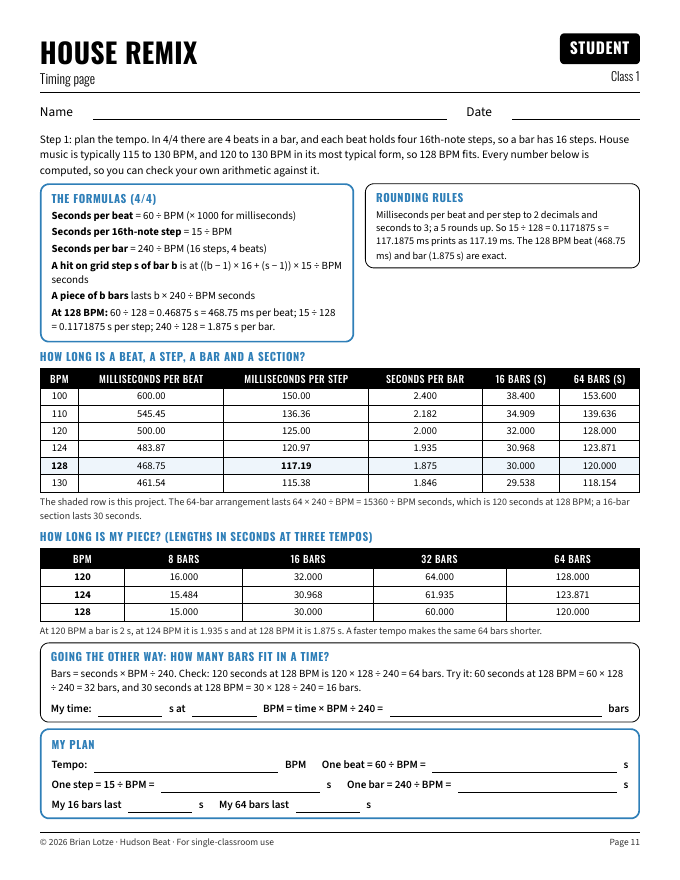 HOUSE REMIX
STUDENT
Timing page
Class 1
Name
Date
Step 1: plan the tempo. In 4/4 there are 4 beats in a bar, and each beat holds four 16th-note steps, so a bar has 16 steps. House
music is typically 115 to 130 BPM, and 120 to 130 BPM in its most typical form, so 128 BPM fits. Every number below is
computed, so you can check your own arithmetic against it.
THE FORMULAS (4/4)
Seconds per beat = 60 ÷ BPM (× 1000 for milliseconds)
Seconds per 16th-note step = 15 ÷ BPM
Seconds per bar = 240 ÷ BPM (16 steps, 4 beats)
A hit on grid step s of bar b is at ((b − 1) × 16 + (s − 1)) × 15 ÷ BPM
seconds
A piece of b bars lasts b × 240 ÷ BPM seconds
At 128 BPM: 60 ÷ 128 = 0.46875 s = 468.75 ms per beat; 15 ÷ 128
= 0.1171875 s per step; 240 ÷ 128 = 1.875 s per bar.
ROUNDING RULES
Milliseconds per beat and per step to 2 decimals and
seconds to 3; a 5 rounds up. So 15 ÷ 128 = 0.1171875 s =
117.1875 ms prints as 117.19 ms. The 128 BPM beat (468.75
ms) and bar (1.875 s) are exact.
HOW LONG IS A BEAT, A STEP, A BAR AND A SECTION?
BPM MILLISECONDS PER BEAT MILLISECONDS PER STEP SECONDS PER BAR 16 BARS (S) 64 BARS (S)
100 600.00 150.00 2.400 38.400 153.600
110 545.45 136.36 2.182 34.909 139.636
120 500.00 125.00 2.000 32.000 128.000
124 483.87 120.97 1.935 30.968 123.871
128 468.75 117.19 1.875 30.000 120.000
130 461.54 115.38 1.846 29.538 118.154
The shaded row is this project. The 64-bar arrangement lasts 64 × 240 ÷ BPM = 15360 ÷ BPM seconds, which is 120 seconds at 128 BPM; a 16-bar
section lasts 30 seconds.
HOW LONG IS MY PIECE? (LENGTHS IN SECONDS AT THREE TEMPOS)
BPM 8 BARS 16 BARS 32 BARS 64 BARS
120 16.000 32.000 64.000 128.000
124 15.484 30.968 61.935 123.871
128 15.000 30.000 60.000 120.000
At 120 BPM a bar is 2 s, at 124 BPM it is 1.935 s and at 128 BPM it is 1.875 s. A faster tempo makes the same 64 bars shorter.
GOING THE OTHER WAY: HOW MANY BARS FIT IN A TIME?
Bars = seconds × BPM ÷ 240. Check: 120 seconds at 128 BPM is 120 × 128 ÷ 240 = 64 bars. Try it: 60 seconds at 128 BPM = 60 × 128
÷ 240 = 32 bars, and 30 seconds at 128 BPM = 30 × 128 ÷ 240 = 16 bars.
My time: s at BPM = time × BPM ÷ 240 = bars
MY PLAN
Tempo: BPM One beat = 60 ÷ BPM = s
One step = 15 ÷ BPM = s One bar = 240 ÷ BPM = s
My 16 bars last s My 64 bars last s
© 2026 Brian Lotze · Hudson Beat · For single-classroom use
Page 11